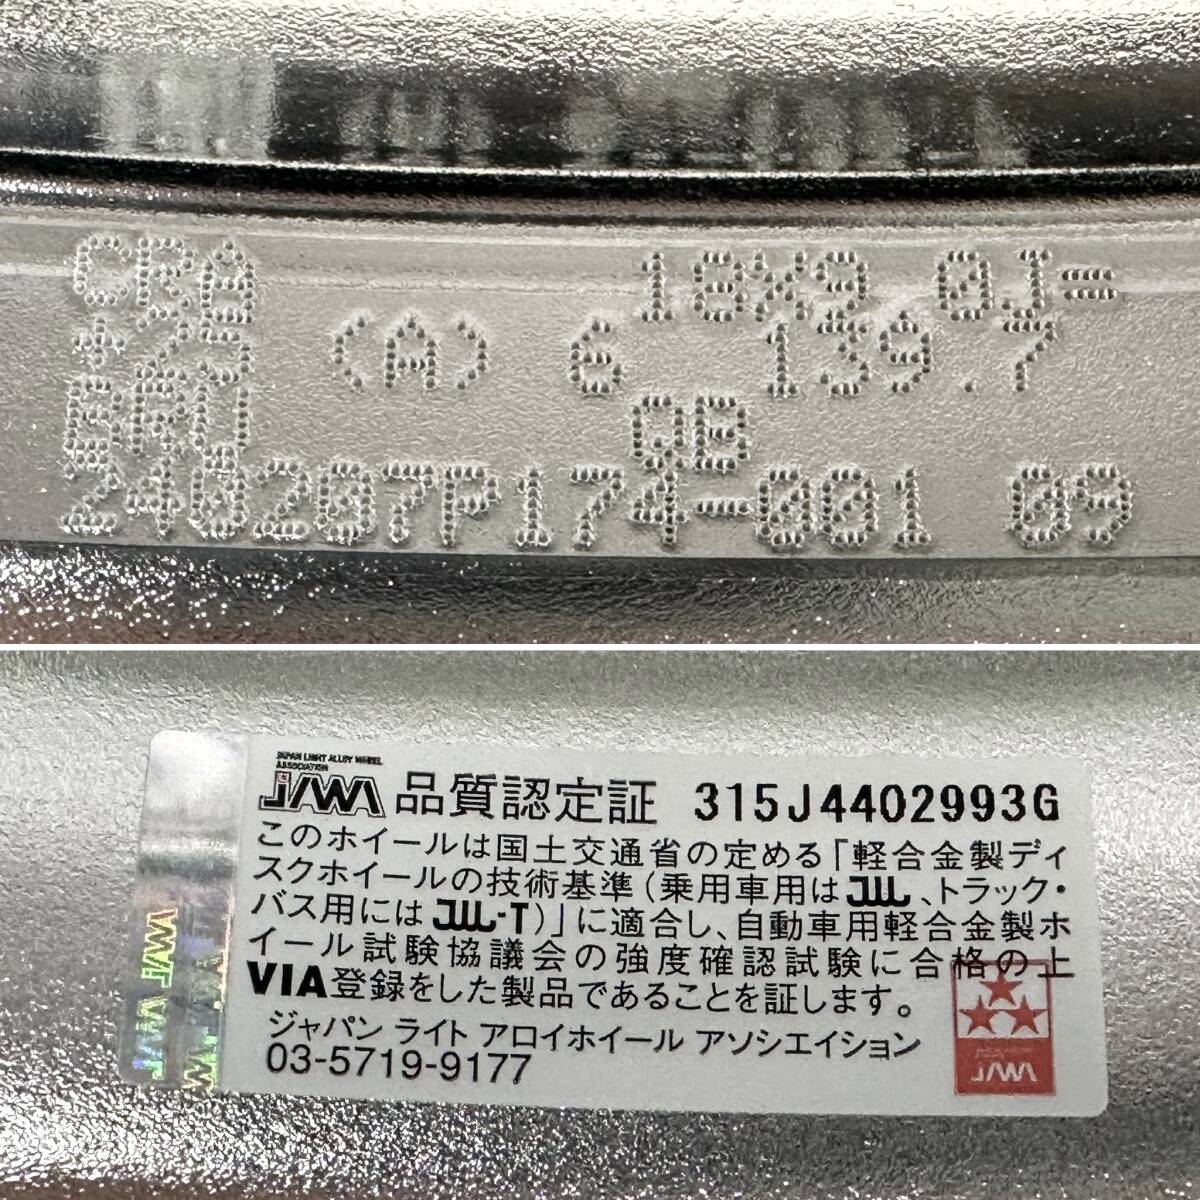 CRA 18X9.0J=
+25 (A) 6 139.7
BRU QB
240207P174-001 09
JAPAN LIGHT ALLOY WHEEL
ASSOCIATION
JAWA 品質認定証 315J4402993G
このホイールは国土交通省の定める「軽合金製ディ
スクホイールの技術基準(乗用車用はJWL、トラック・
バス用にはJWL-T)」に適合し、自動車用軽合金製ホ
イール試験協議会の強度確認試験に合格の上
VIA登録をした製品であることを証します。
ジャパン ライト アロイホイール アソシエイション
03-5719-9177
JAWA